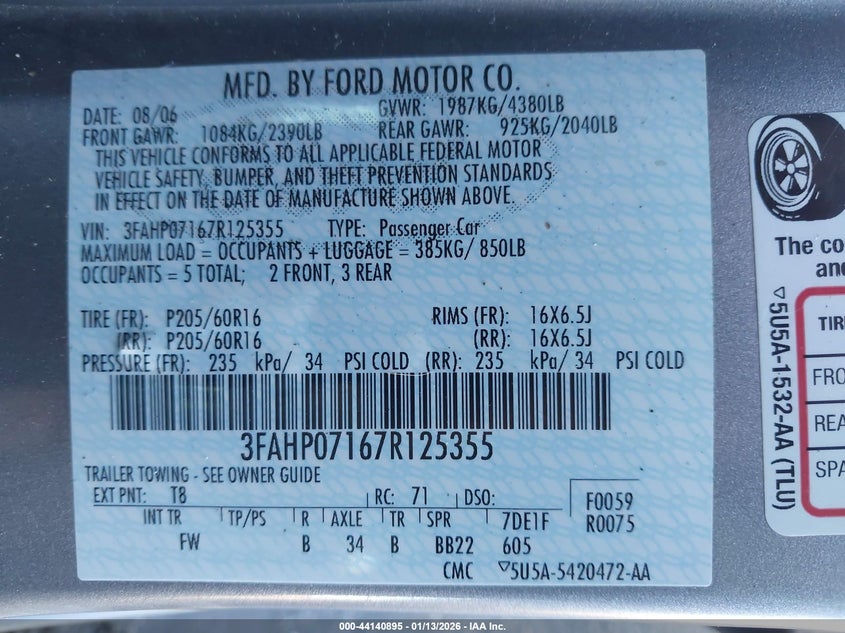 MFD. BY FORD MOTOR CO.
DATE: 08/06 GVWR: 1987KG/4380LB
FRONT GAWR: 1084KG/2390LB REAR GAWR: 925KG/2040LB
THIS VEHICLE CONFORMS TO ALL APPLICABLE FEDERAL MOTOR
VEHICLE SAFETY, BUMPER, AND THEFT PREVENTION STANDARDS
IN EFFECT ON THE DATE OF MANUFACTURE SHOWN ABOVE.
VIN: 3FAHP07167R125355 TYPE: Passenger Car
MAXIMUM LOAD = OCCUPANTS + LUGGAGE = 385KG/ 850LB
OCCUPANTS = 5 TOTAL; 2 FRONT, 3 REAR
TIRE (FR): P205/60R16 RIMS (FR): 16X6.5J
(RR): P205/60R16 (RR): 16X6.5J
PRESSURE (FR): 235 kPa/ 34 PSI COLD (RR): 235 kPa/ 34 PSI COLD
3FAHP07167R125355
TRAILER TOWING - SEE OWNER GUIDE
EXT PNT: T8 RC: 71 DSO: F0059
INT TR TP/PS R AXLE TR SPR 7DE1F R0075
FW B 34 B BB22 605
CMC ▽5U5A-5420472-AA
The co
an
TIR
FRO
REA
SPA
▽5U5A-1532-AA (TLU)
000-44140895 - 01/13/2026 - IAA Inc.